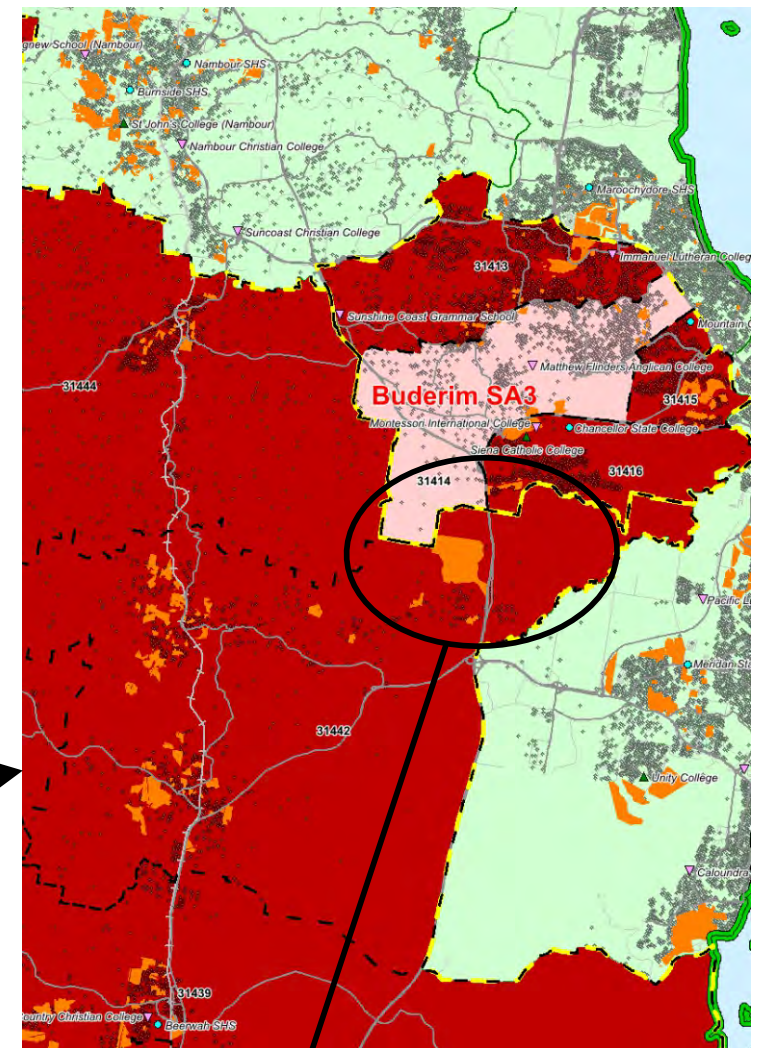 gnew School (Nambour)
Nambour SHS
Burnside SHS
St John's College (Nambour)
Nambour Christian College
Maroochydore SHS
Suncoast Christian College
Immanuel Lutheran Colleg
31413
Sunshine Coast Grammar School
Mountain C
Matthew Flinders Anglican College
31444
Buderim SA3
31415
Montessori International College
Chancellor State College
Siena Catholic College
31416
31414
Pacific L
Meridan Sta
31442
Unity College
Caloundra
31439
ountry Christian College
Beerwah SHS